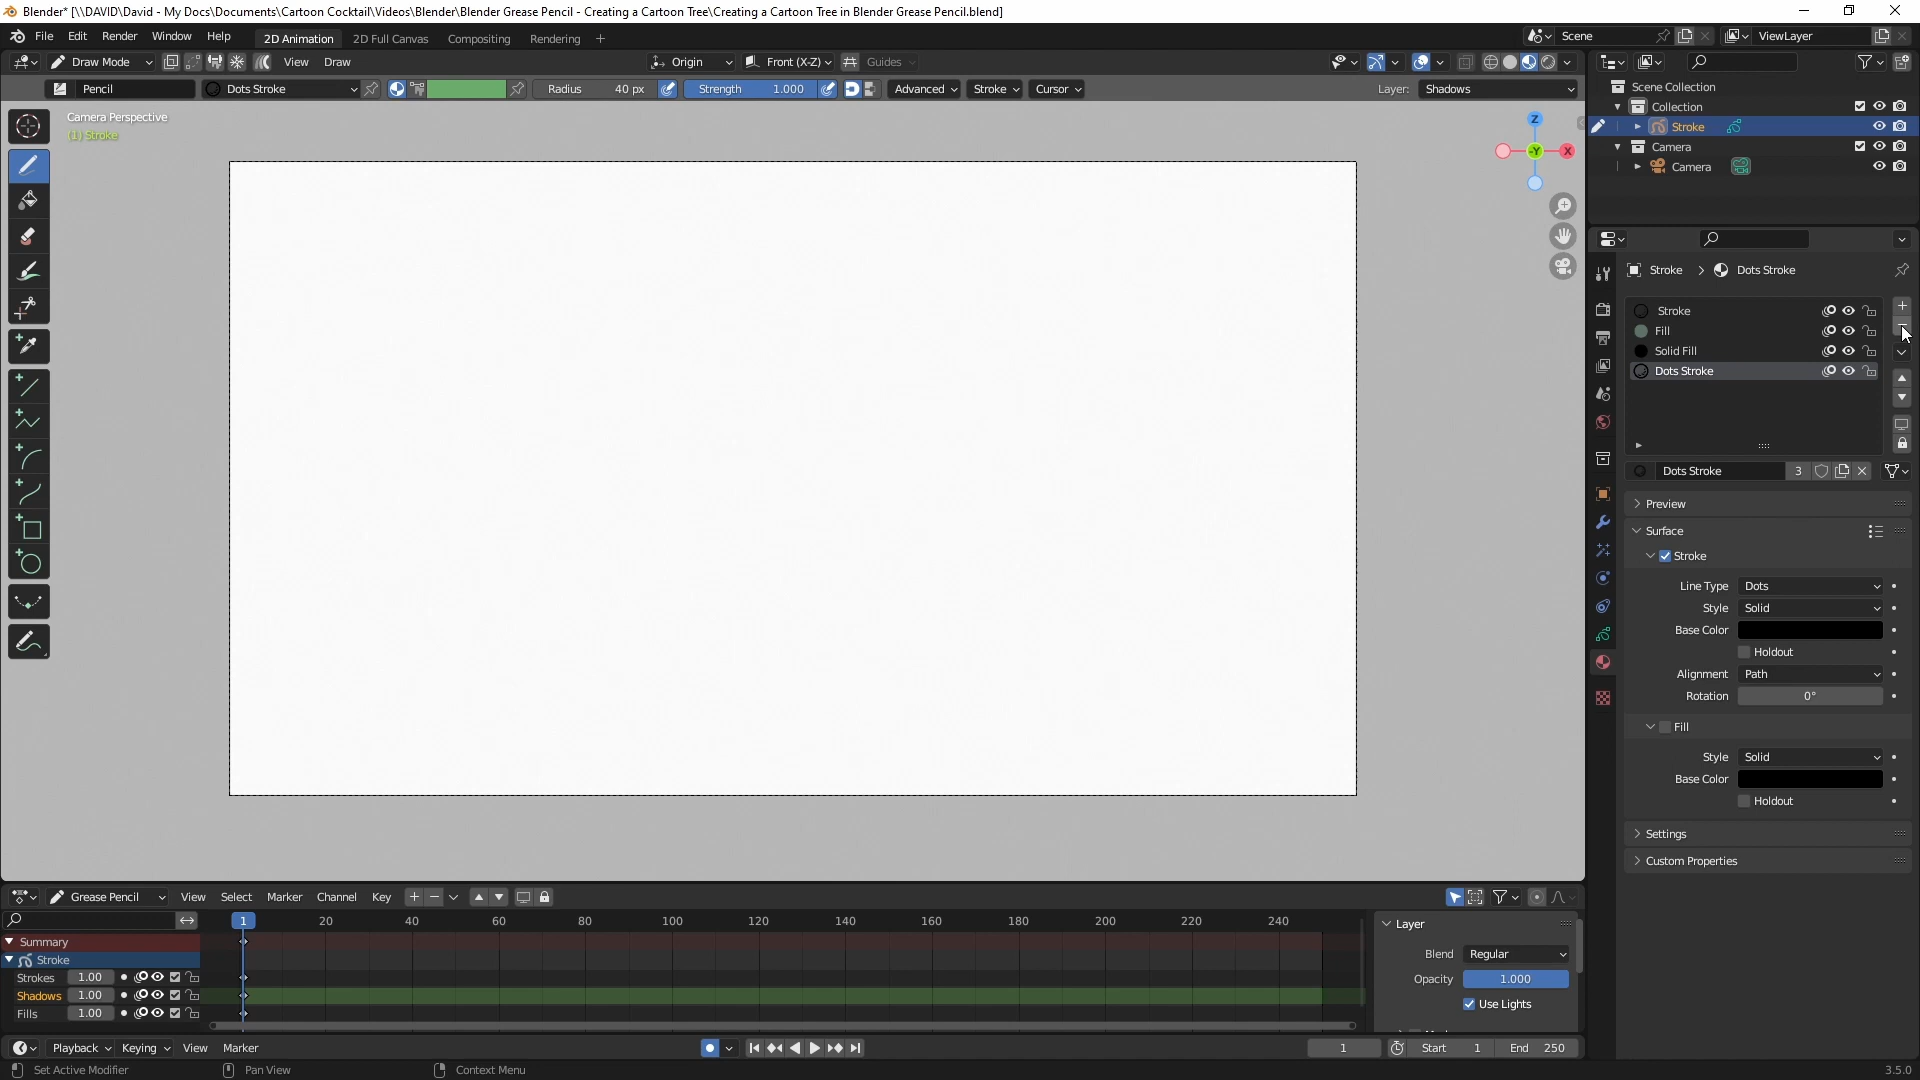 Blender* [\\DAVID\David - My Docs\Documents\Cartoon Cocktail\Videos\Blender\Blender Grease Pencil - Creating a Cartoon Tree\Creating a Cartoon Tree in Blender Grease Pencil.blend]
File Edit Render Window Help 2D Animation 2D Full Canvas Compositing Rendering + Scene ViewLayer
Draw Mode View Draw Origin Front (X-Z) Guides
Pencil Dots Stroke Radius 40 px Strength 1.000 Advanced Stroke Cursor Layer: Shadows
Camera Perspective
(1) Stroke
Z
-Y X
Scene Collection
Collection
Stroke
Camera
Camera
Stroke > Dots Stroke
Stroke
Fill
Solid Fill
Dots Stroke
Dots Stroke 3
Preview
Surface
Stroke
Line Type Dots
Style Solid
Base Color
Holdout
Alignment Path
Rotation 0°
Fill
Style Solid
Base Color
Holdout
Settings
Custom Properties
Grease Pencil View Select Marker Channel Key
1 20 40 60 80 100 120 140 160 180 200 220 240
Summary
Stroke
Strokes 1.00
Shadows 1.00
Fills 1.00
Layer
Blend Regular
Opacity 1.000
Use Lights
Playback Keying View Marker 1 Start 1 End 250
Set Active Modifier Pan View Context Menu 3.5.0